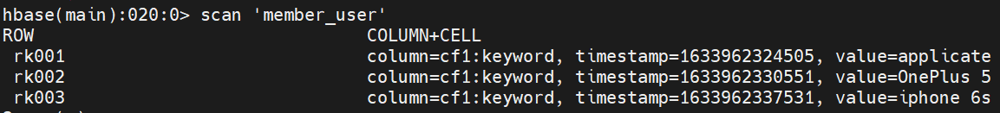 hbase(main):020:0> scan 'member_user'
ROW COLUMN+CELL
rk001 column=cf1:keyword, timestamp=1633962324505, value=applicate
rk002 column=cf1:keyword, timestamp=1633962330551, value=OnePlus 5
rk003 column=cf1:keyword, timestamp=1633962337531, value=iphone 6s